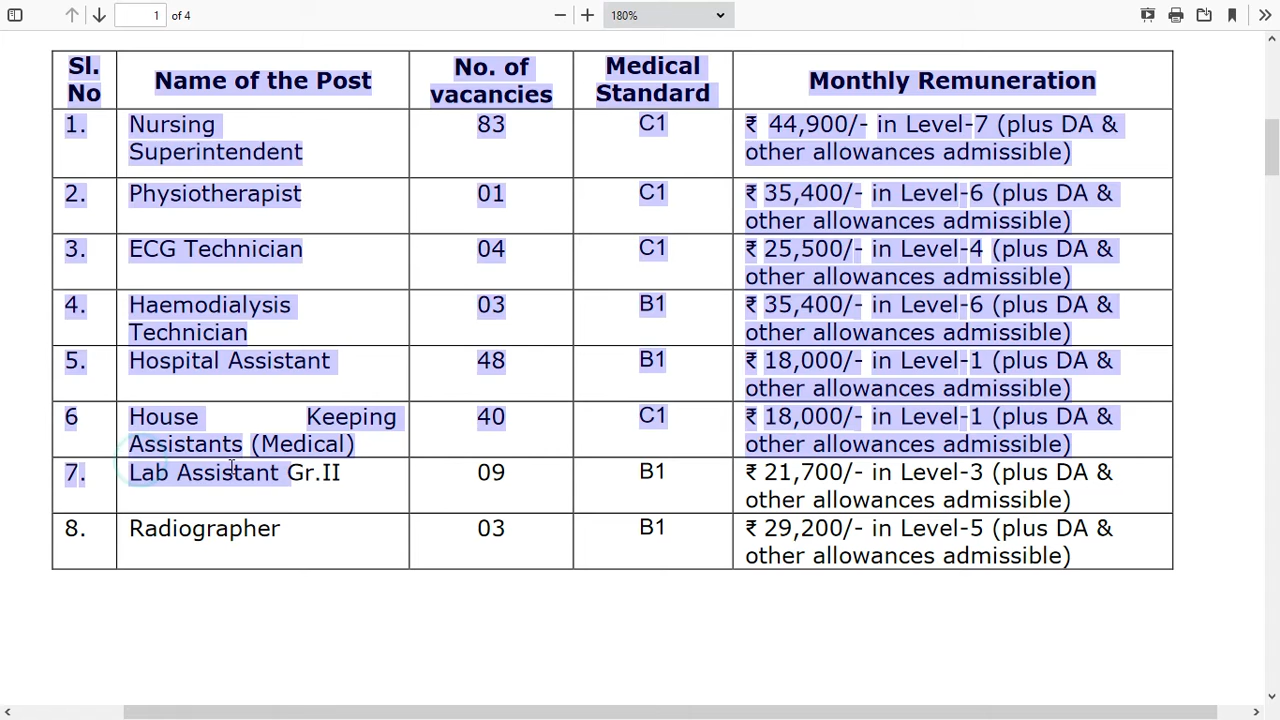 1 of 4 180%
Sl. No Name of the Post No. of vacancies Medical Standard Monthly Remuneration
1. Nursing Superintendent 83 C1 ₹ 44,900/- in Level-7 (plus DA & other allowances admissible)
2. Physiotherapist 01 C1 ₹ 35,400/- in Level-6 (plus DA & other allowances admissible)
3. ECG Technician 04 C1 ₹ 25,500/- in Level-4 (plus DA & other allowances admissible)
4. Haemodialysis Technician 03 B1 ₹ 35,400/- in Level-6 (plus DA & other allowances admissible)
5. Hospital Assistant 48 B1 ₹ 18,000/- in Level-1 (plus DA & other allowances admissible)
6 House Keeping Assistants (Medical) 40 C1 ₹ 18,000/- in Level-1 (plus DA & other allowances admissible)
7. Lab Assistant Gr.II 09 B1 ₹ 21,700/- in Level-3 (plus DA & other allowances admissible)
8. Radiographer 03 B1 ₹ 29,200/- in Level-5 (plus DA & other allowances admissible)